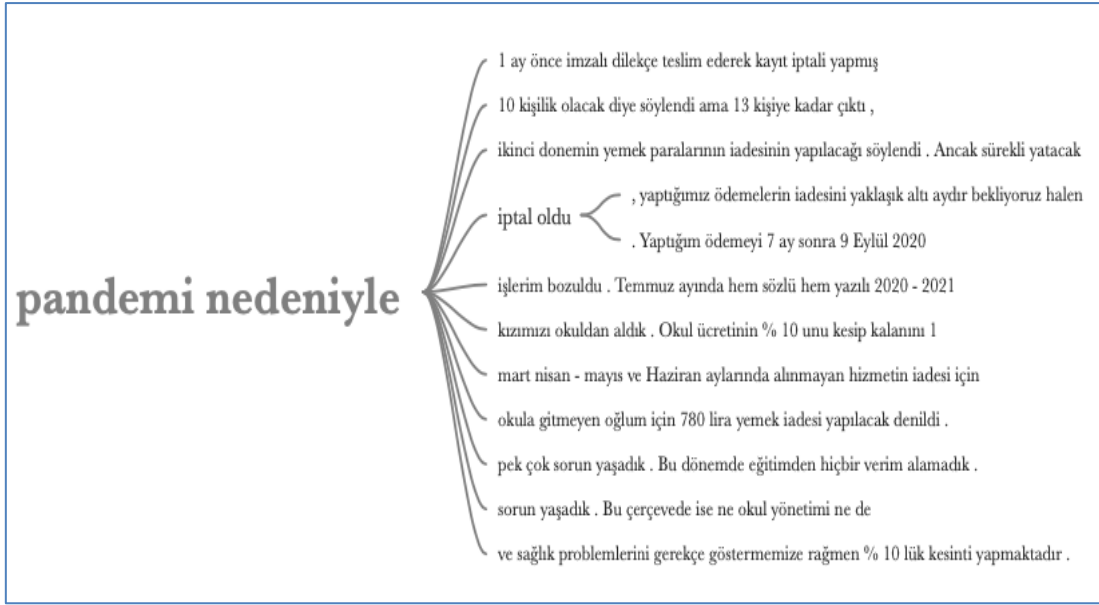 1 ay önce imzalı dilekçe teslim ederek kayıt iptali yapmış
10 kişilik olacak diye söylendi ama 13 kişiye kadar çıktı ,
ikinci donemin yemek paralarının iadesinin yapılacağı söylendi . Ancak sürekli yatacak
, yaptığımız ödemelerin iadesini yaklaşık altı aydır bekliyoruz halen
iptal oldu
. Yaptığım ödemeyi 7 ay sonra 9 Eylül 2020
pandemi nedeniyle
işlerim bozuldu . Temmuz ayında hem sözlü hem yazılı 2020 - 2021
kızımızı okuldan aldık . Okul ücretinin % 10 unu kesip kalanını 1
mart nisan - mayıs ve Haziran aylarında alınmayan hizmetin iadesi için
okula gitmeyen oğlum için 780 lira yemek iadesi yapılacak denildi .
pek çok sorun yaşadık . Bu dönemde eğitimden hiçbir verim alamadık .
sorun yaşadık . Bu çerçevede ise ne okul yönetimi ne de
ve sağlık problemlerini gerekçe göstermemize rağmen % 10 lük kesinti yapmaktadır .